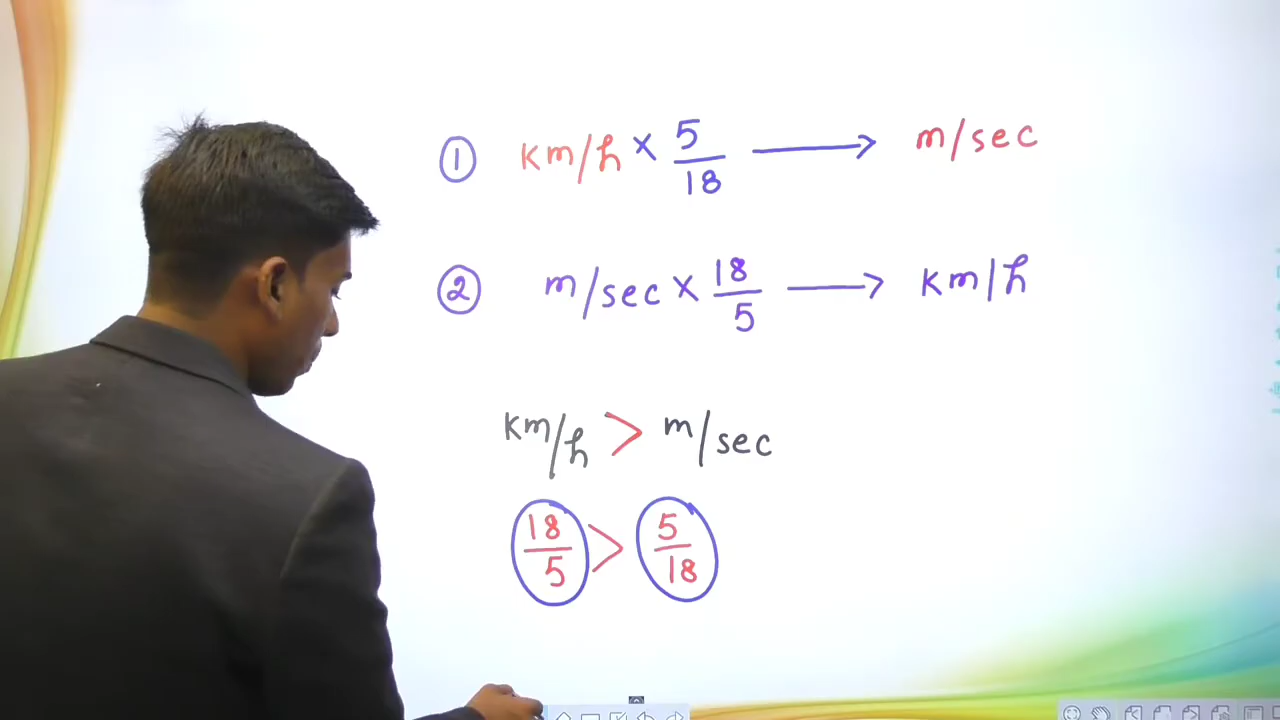 ① km/h × 5/18 → m/sec
② m/sec × 18/5 → km/h
km/h > m/sec
18/5 > 5/18